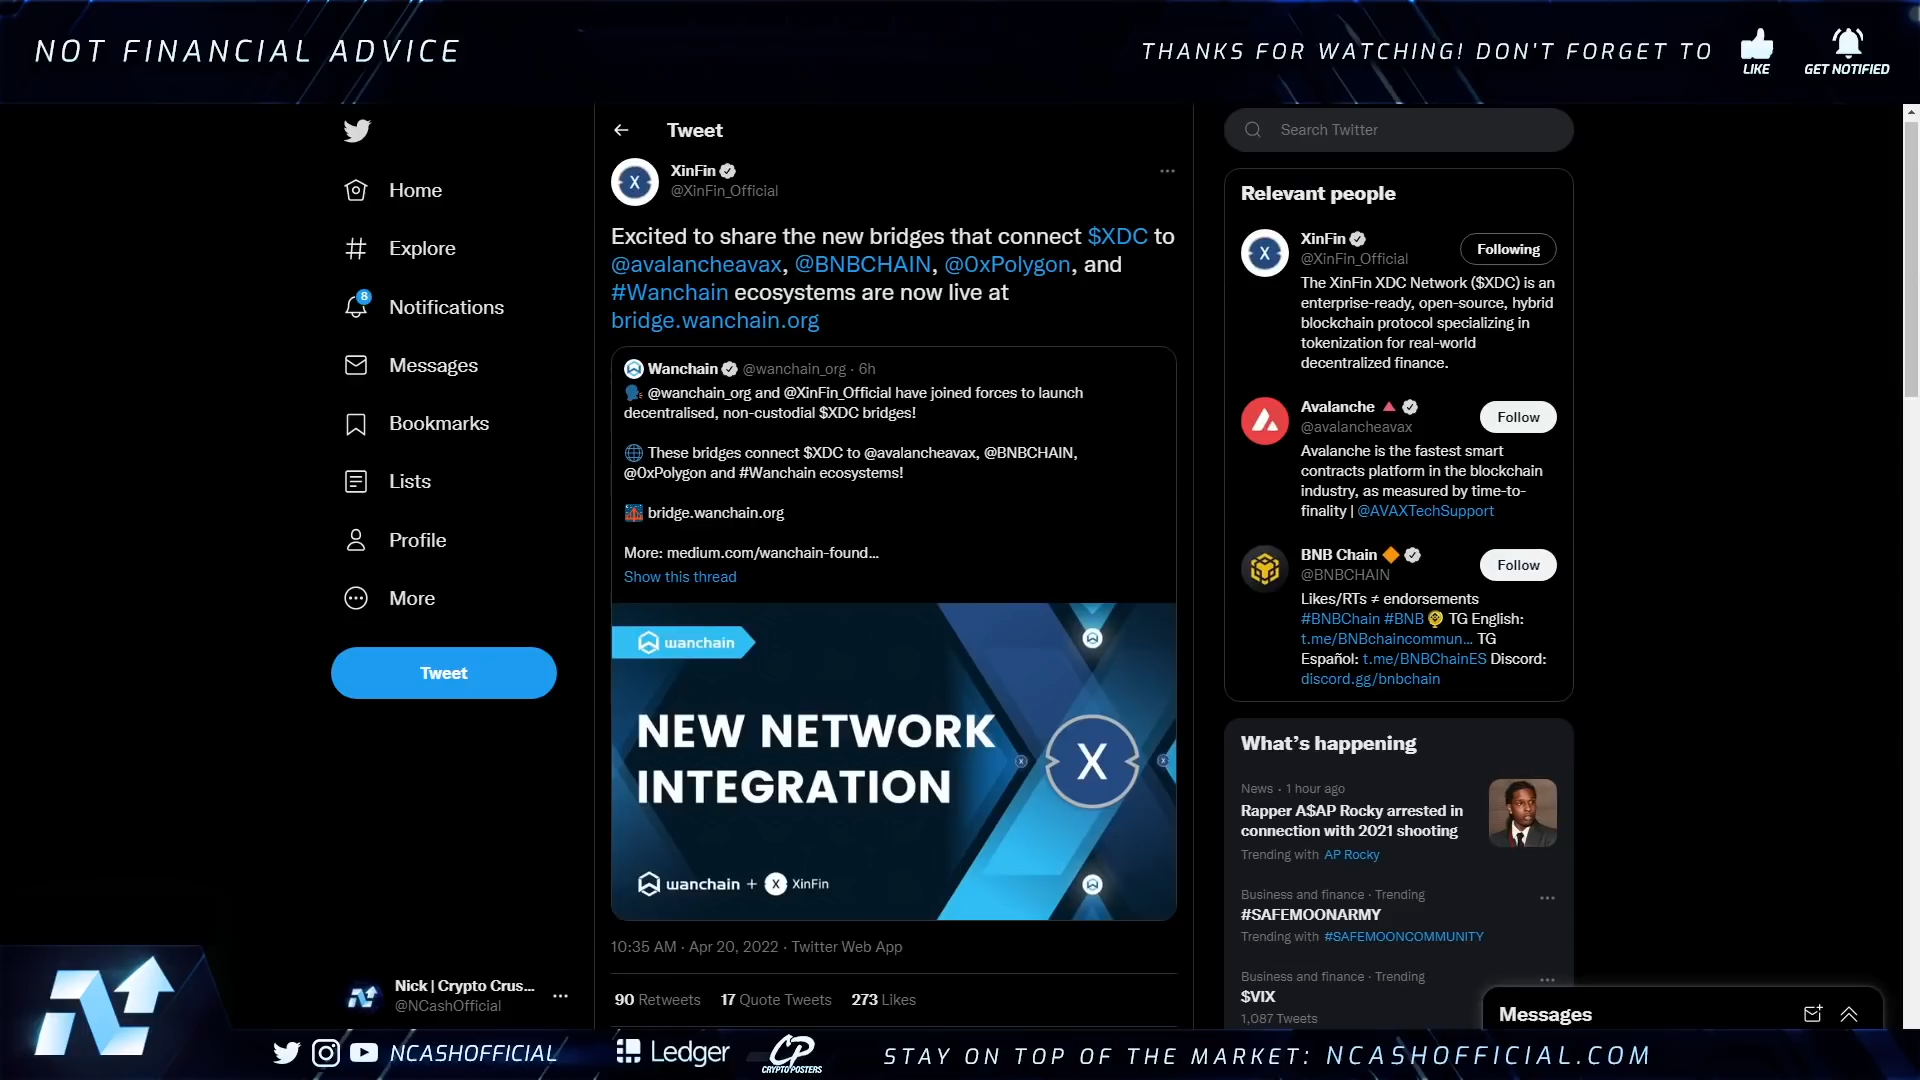 NOT FINANCIAL ADVICE
THANKS FOR WATCHING! DON'T FORGET TO
LIKE
GET NOTIFIED
Home
Explore
8
Notifications
Messages
Bookmarks
Lists
Profile
More
Tweet
Nick | Crypto Crus...
@NCashOfficial
Tweet
XinFin
@XinFin_Official
Excited to share the new bridges that connect $XDC to
@avalancheavax, @BNBCHAIN, @0xPolygon, and
#Wanchain ecosystems are now live at
bridge.wanchain.org
Wanchain @wanchain_org · 6h
🗣 @wanchain_org and @XinFin_Official have joined forces to launch
decentralised, non-custodial $XDC bridges!
🌐 These bridges connect $XDC to @avalancheavax, @BNBCHAIN,
@0xPolygon and #Wanchain ecosystems!
bridge.wanchain.org
More: medium.com/wanchain-found...
Show this thread
wanchain
NEW NETWORK
INTEGRATION
X
wanchain + X XinFin
10:35 AM · Apr 20, 2022 · Twitter Web App
90 Retweets 17 Quote Tweets 273 Likes
Search Twitter
Relevant people
XinFin
@XinFin_Official
Following
The XinFin XDC Network ($XDC) is an
enterprise-ready, open-source, hybrid
blockchain protocol specializing in
tokenization for real-world
decentralized finance.
Avalanche 🔺
@avalancheavax
Follow
Avalanche is the fastest smart
contracts platform in the blockchain
industry, as measured by time-to-
finality | @AVAXTechSupport
BNB Chain 🔶
@BNBCHAIN
Follow
Likes/RTs ≠ endorsements
#BNBChain #BNB TG English:
t.me/BNBchaincommun... TG
Español: t.me/BNBChainES Discord:
discord.gg/bnbchain
What's happening
News · 1 hour ago
Rapper A$AP Rocky arrested in
connection with 2021 shooting
Trending with AP Rocky
Business and finance · Trending
#SAFEMOONARMY
Trending with #SAFEMOONCOMMUNITY
Business and finance · Trending
$VIX
1,087 Tweets
Messages
NCASHOFFICIAL
Ledger
CP
CRYPTO POSTERS
STAY ON TOP OF THE MARKET: NCASHOFFICIAL.COM